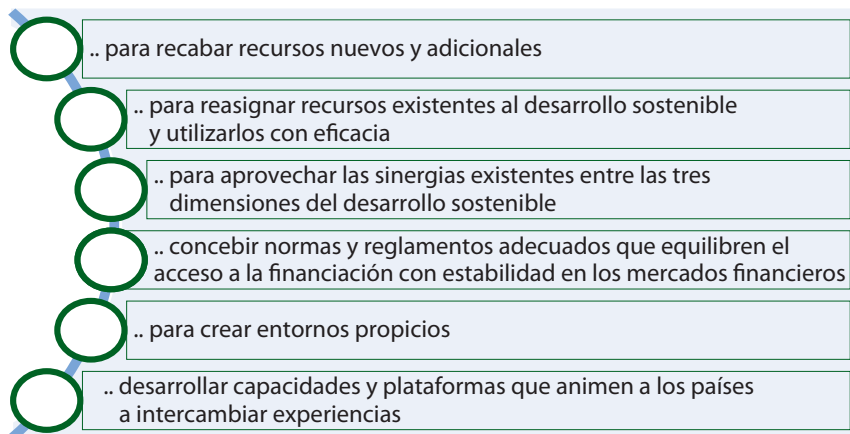 .. para recabar recursos nuevos y adicionales
.. para reasignar recursos existentes al desarrollo sostenible
y utilizarlos con eficacia
.. para aprovechar las sinergias existentes entre las tres
dimensiones del desarrollo sostenible
.. concebir normas y reglamentos adecuados que equilibren el
acceso a la financiación con estabilidad en los mercados financieros
.. para crear entornos propicios
.. desarrollar capacidades y plataformas que animen a los países
a intercambiar experiencias